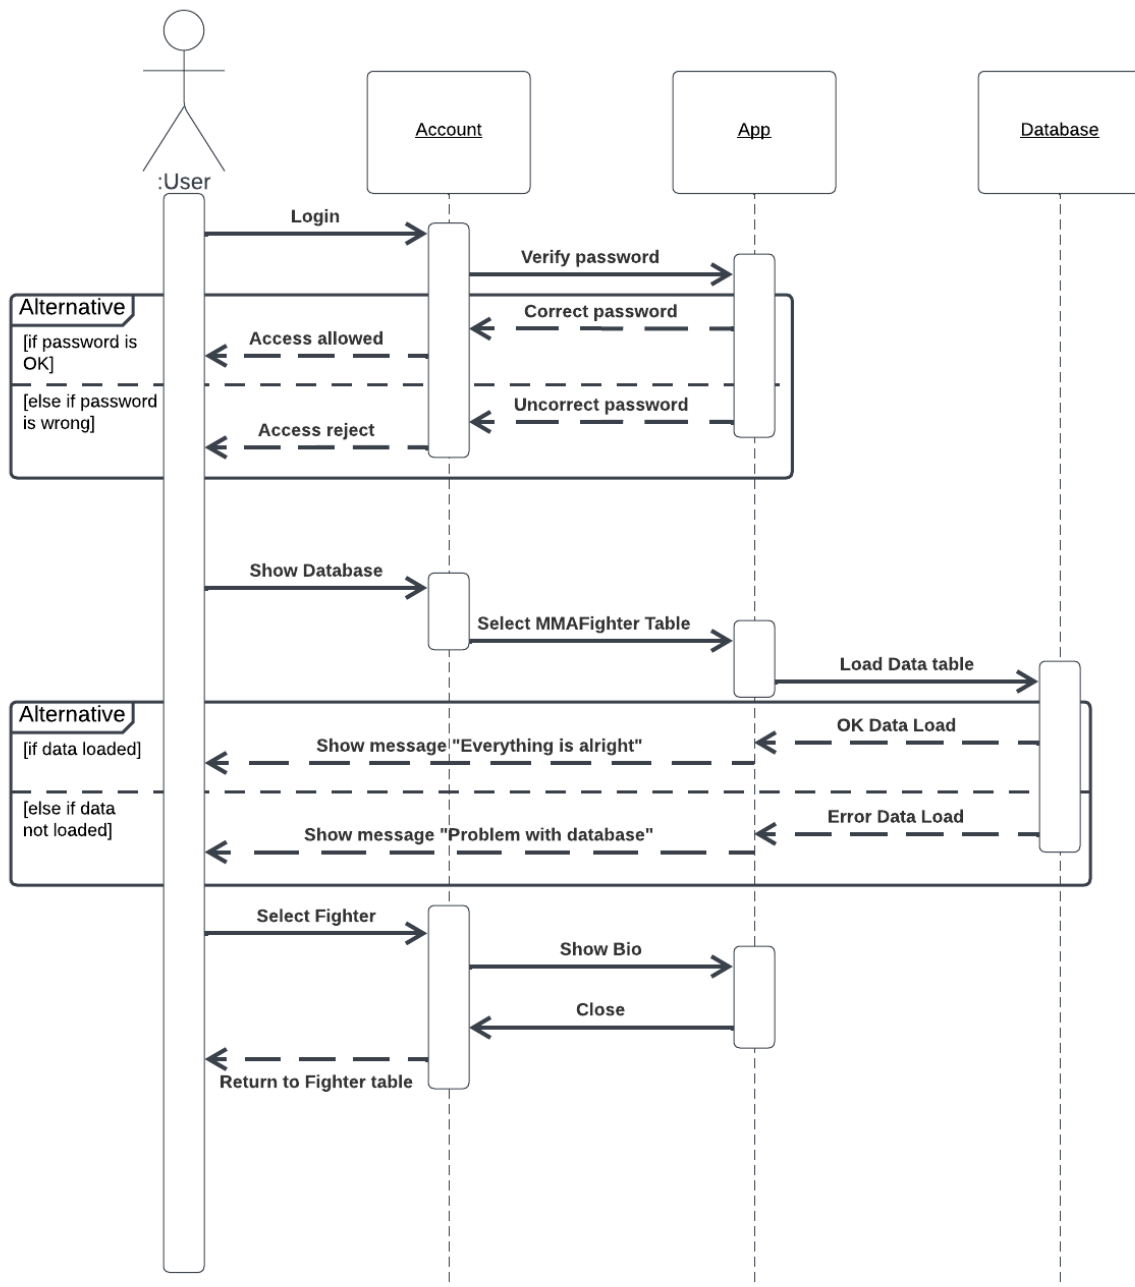 :User
Account
App
Database
Login
Verify password
Alternative
Correct password
[if password is
OK]
Access allowed
[else if password
is wrong]
Uncorrect password
Access reject
Show Database
Select MMAFighter Table
Load Data table
Alternative
OK Data Load
[if data loaded]
Show message "Everything is alright"
[else if data
not loaded]
Error Data Load
Show message "Problem with database"
Select Fighter
Show Bio
Close
Return to Fighter table